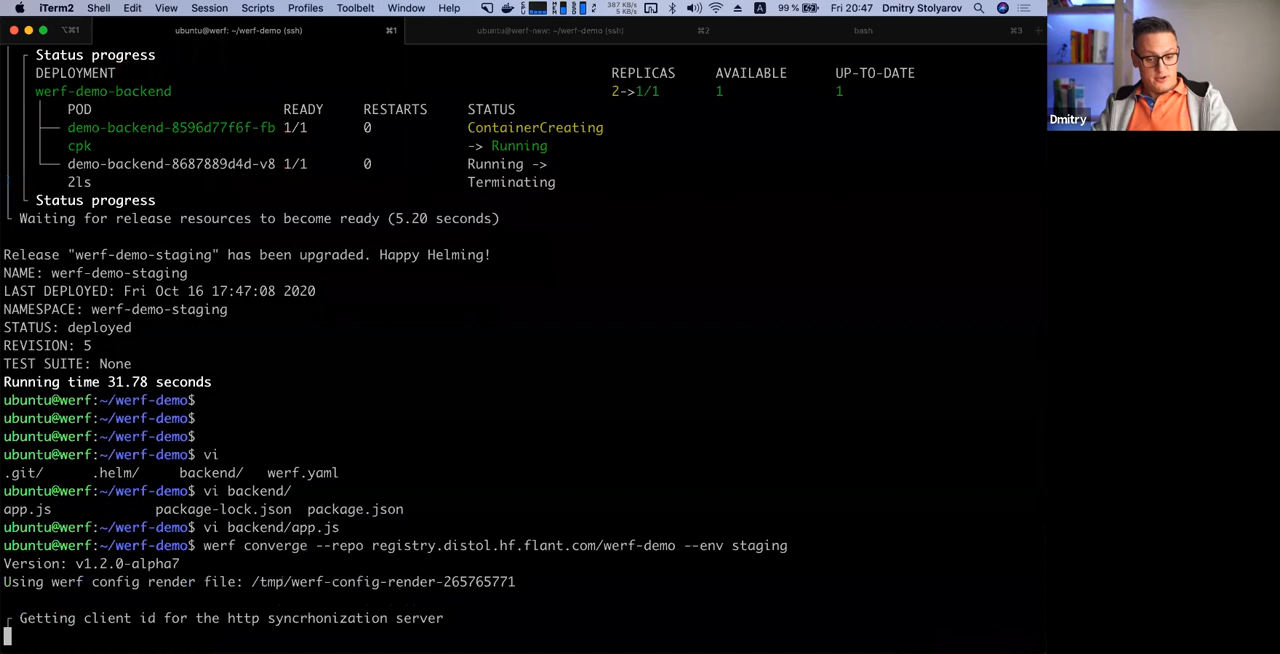 iTerm2 Shell Edit View Session Scripts Profiles Toolbelt Window Help 387 KB/s 5 KB/s A 99 % Fri 20:47 Dmitry Stolyarov
⌥⌘1 ubuntu@werf: ~/werf-demo (ssh) ⌘1 ubuntu@werf-new: ~/werf-demo (ssh) ⌘2 bash ⌘3 +
Status progress
DEPLOYMENT REPLICAS AVAILABLE UP-TO-DATE
werf-demo-backend 2->1/1 1 1
POD READY RESTARTS STATUS
demo-backend-8596d77f6f-fb 1/1 0 ContainerCreating
cpk -> Running
demo-backend-8687889d4d-v8 1/1 0 Running ->
2ls Terminating
Status progress
Waiting for release resources to become ready (5.20 seconds)
Release "werf-demo-staging" has been upgraded. Happy Helming!
NAME: werf-demo-staging
LAST DEPLOYED: Fri Oct 16 17:47:08 2020
NAMESPACE: werf-demo-staging
STATUS: deployed
REVISION: 5
TEST SUITE: None
Running time 31.78 seconds
ubuntu@werf:~/werf-demo$
ubuntu@werf:~/werf-demo$
ubuntu@werf:~/werf-demo$
ubuntu@werf:~/werf-demo$ vi
.git/ .helm/ backend/ werf.yaml
ubuntu@werf:~/werf-demo$ vi backend/
app.js package-lock.json package.json
ubuntu@werf:~/werf-demo$ vi backend/app.js
ubuntu@werf:~/werf-demo$ werf converge --repo registry.distol.hf.flant.com/werf-demo --env staging
Version: v1.2.0-alpha7
Using werf config render file: /tmp/werf-config-render-265765771
Getting client id for the http syncrhonization server
Dmitry